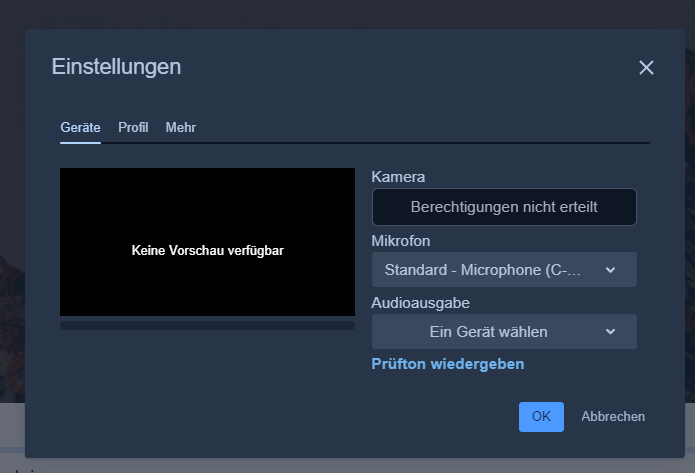 Einstellungen
Geräte Profil Mehr
Keine Vorschau verfügbar
Kamera
Berechtigungen nicht erteilt
Mikrofon
Standard - Microphone (C-...
Audioausgabe
Ein Gerät wählen
Prüfton wiedergeben
OK Abbrechen